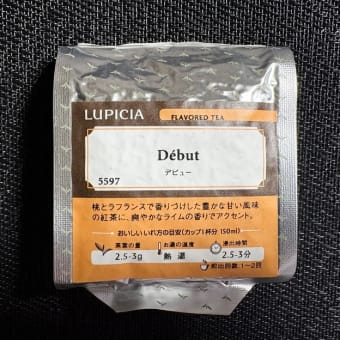 LUPICIA
FLAVORED TEA
Début
デビュー
5597
桃とラフランスで香りづけした豊かな甘い風味
の紅茶に、爽やかなライムの香りでアクセント。
おいしいいれ方の目安(カップ1杯分 150ml)
茶葉の量 お湯の温度 浸出時間
2.5-3g 熱湯 2.5-3分
抽出回数:1〜2回